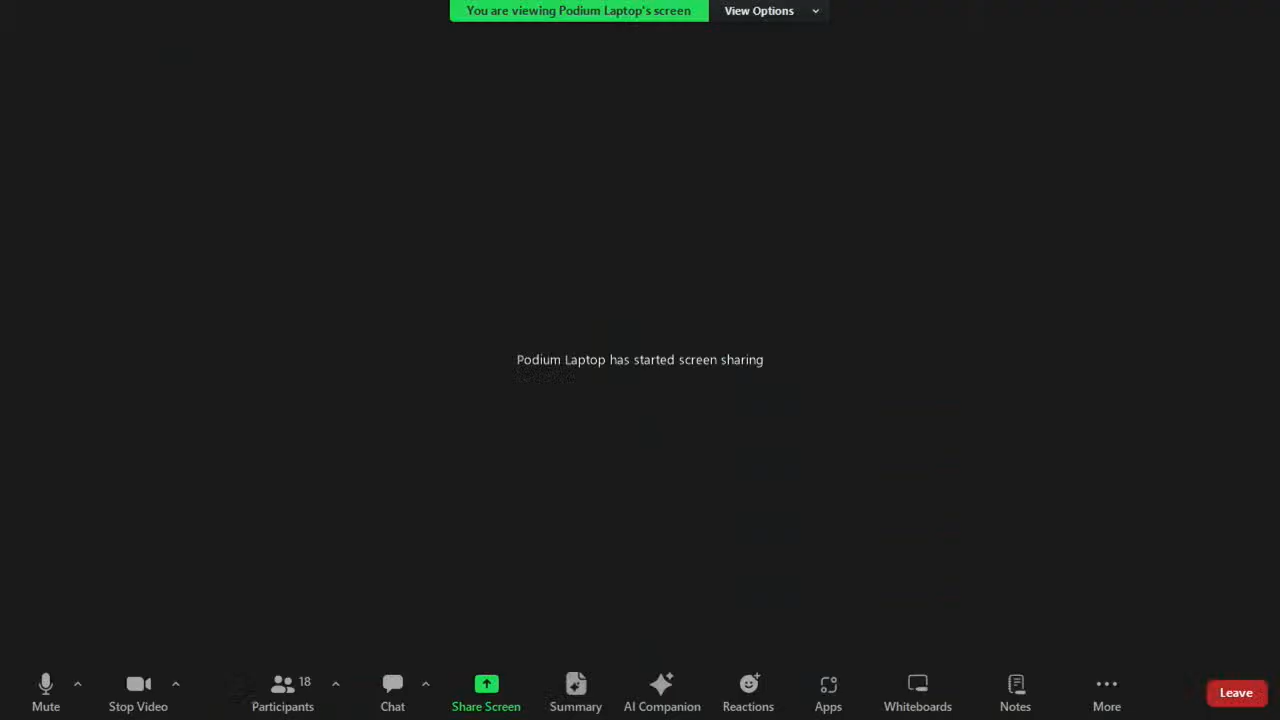 You are viewing Podium Laptop's screen View Options
Podium Laptop has started screen sharing
18
Mute Stop Video Participants Chat Share Screen Summary AI Companion Reactions Apps Whiteboards Notes More Leave